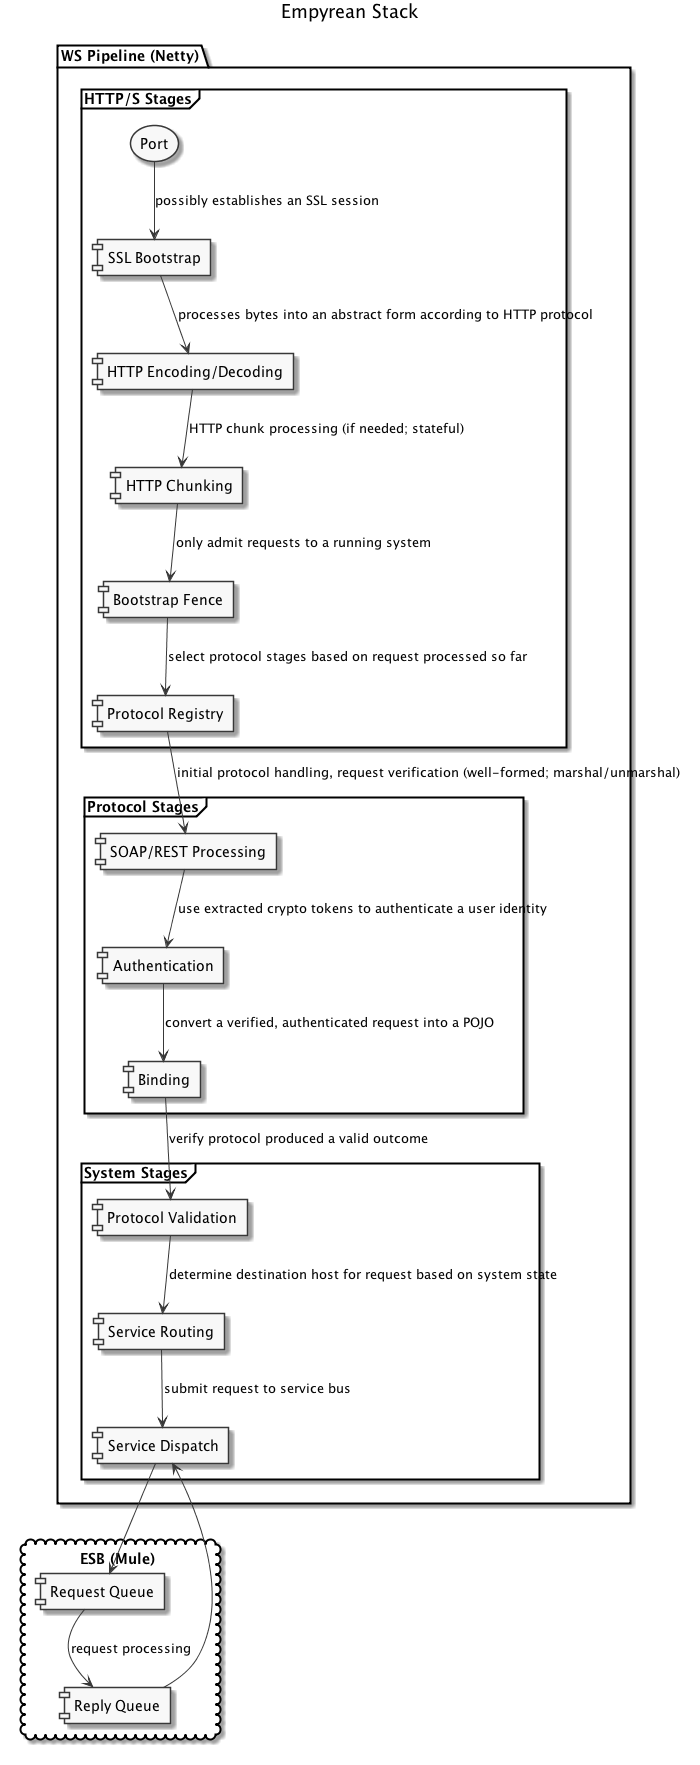 Empyrean Stack
WS Pipeline (Netty)
HTTP/S Stages
Port
possibly establishes an SSL session
SSL Bootstrap
processes bytes into an abstract form according to HTTP protocol
HTTP Encoding/Decoding
HTTP chunk processing (if needed; stateful)
HTTP Chunking
only admit requests to a running system
Bootstrap Fence
select protocol stages based on request processed so far
Protocol Registry
initial protocol handling, request verification (well-formed; marshal/unmarshal)
Protocol Stages
SOAP/REST Processing
use extracted crypto tokens to authenticate a user identity
Authentication
convert a verified, authenticated request into a POJO
Binding
verify protocol produced a valid outcome
System Stages
Protocol Validation
determine destination host for request based on system state
Service Routing
submit request to service bus
Service Dispatch
ESB (Mule)
Request Queue
request processing
Reply Queue